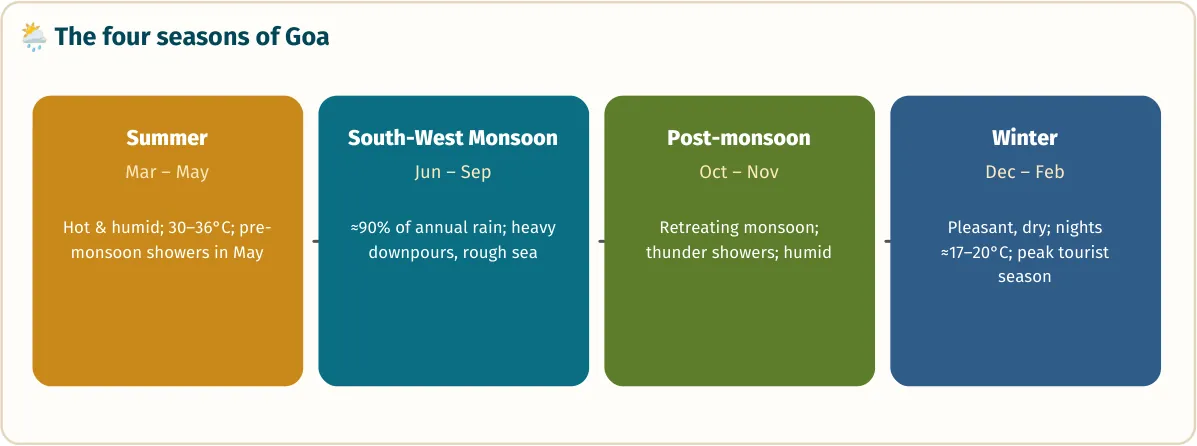 🌦️ The four seasons of Goa
Summer
Mar – May
Hot & humid; 30–36°C; pre-
monsoon showers in May
South-West Monsoon
Jun – Sep
≈90% of annual rain; heavy
downpours, rough sea
Post-monsoon
Oct – Nov
Retreating monsoon;
thunder showers; humid
Winter
Dec – Feb
Pleasant, dry; nights
≈17–20°C; peak tourist
season